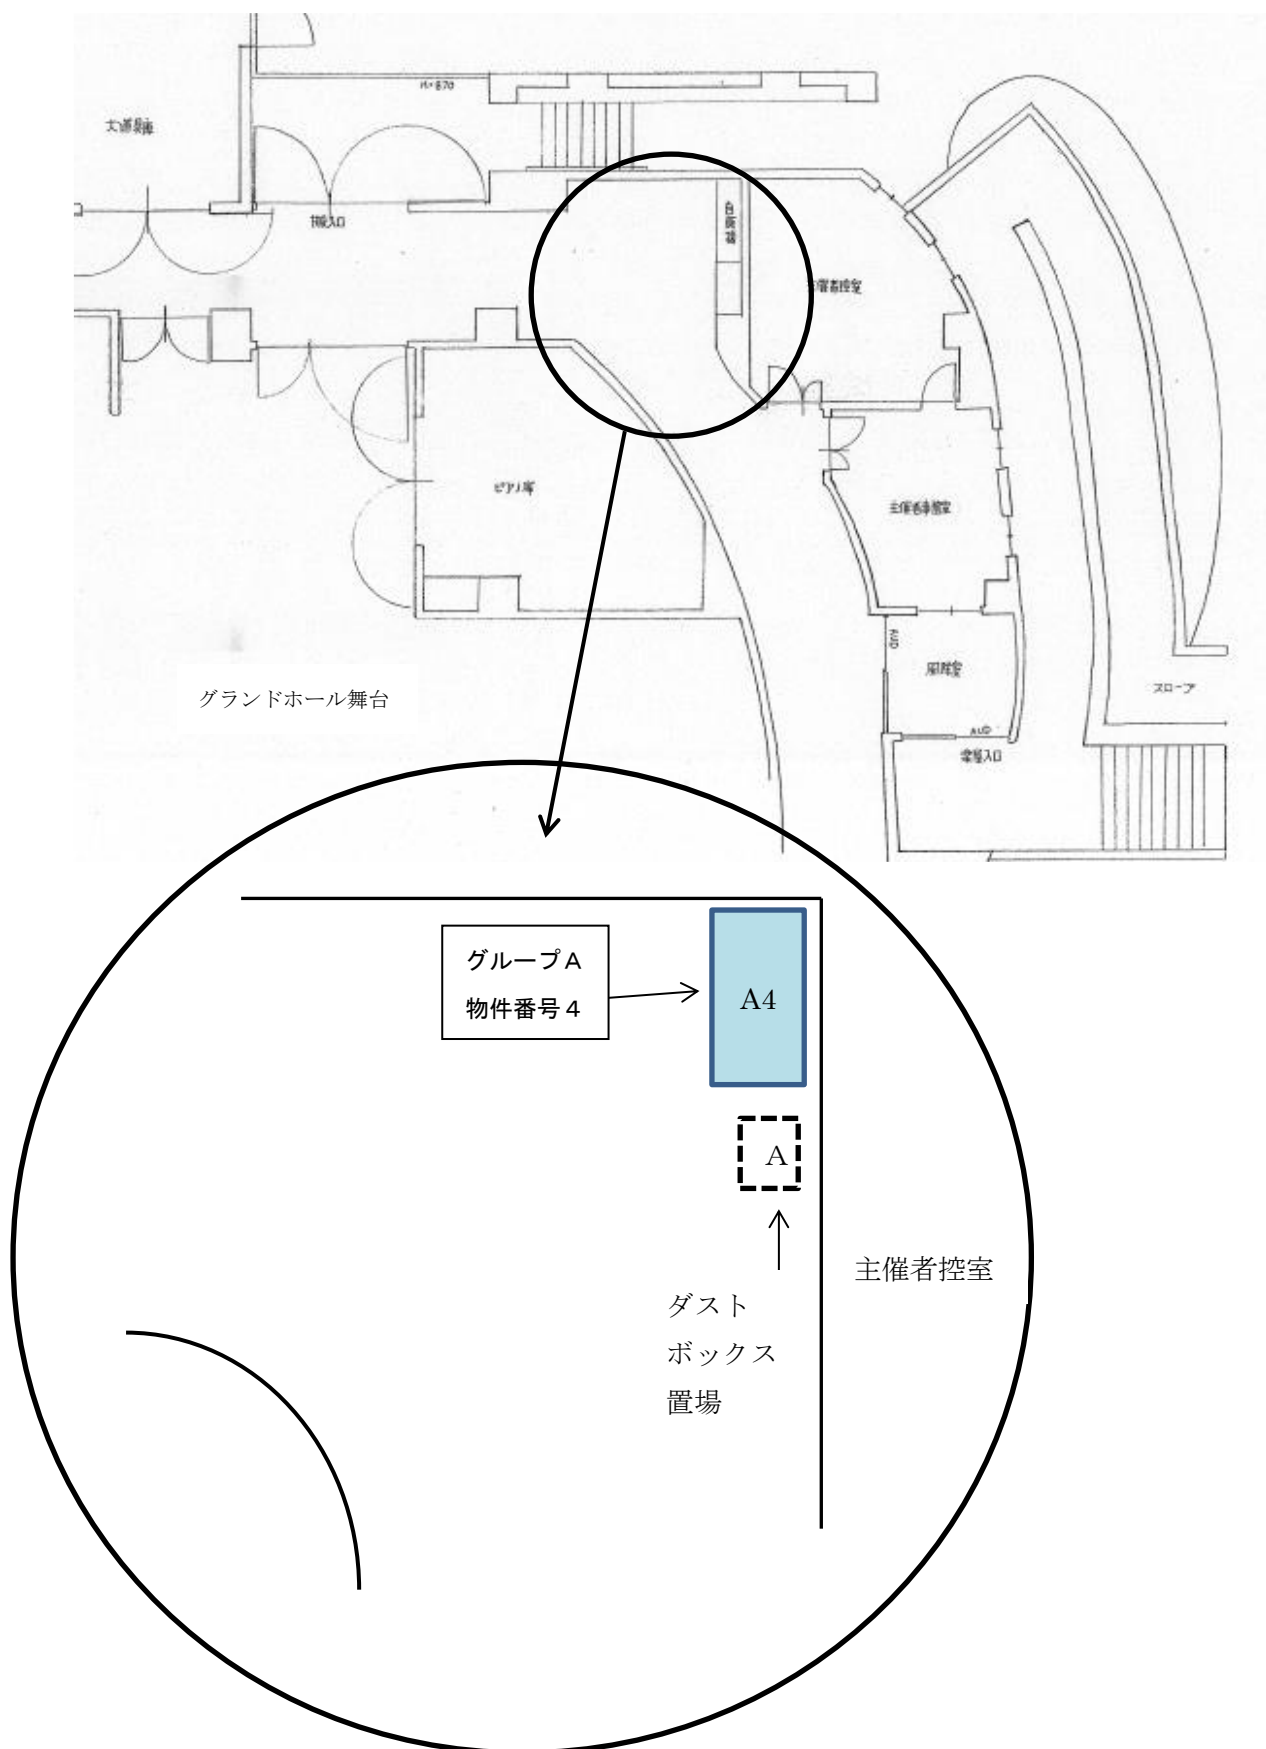 大道具庫
搬入口
自販機
主催者控室
ピアノ庫
主催者事務室
風除室
スロープ
楽屋入口
グランドホール舞台
グループA
物件番号４
A4
A
主催者控室
ダスト
ボックス
置場